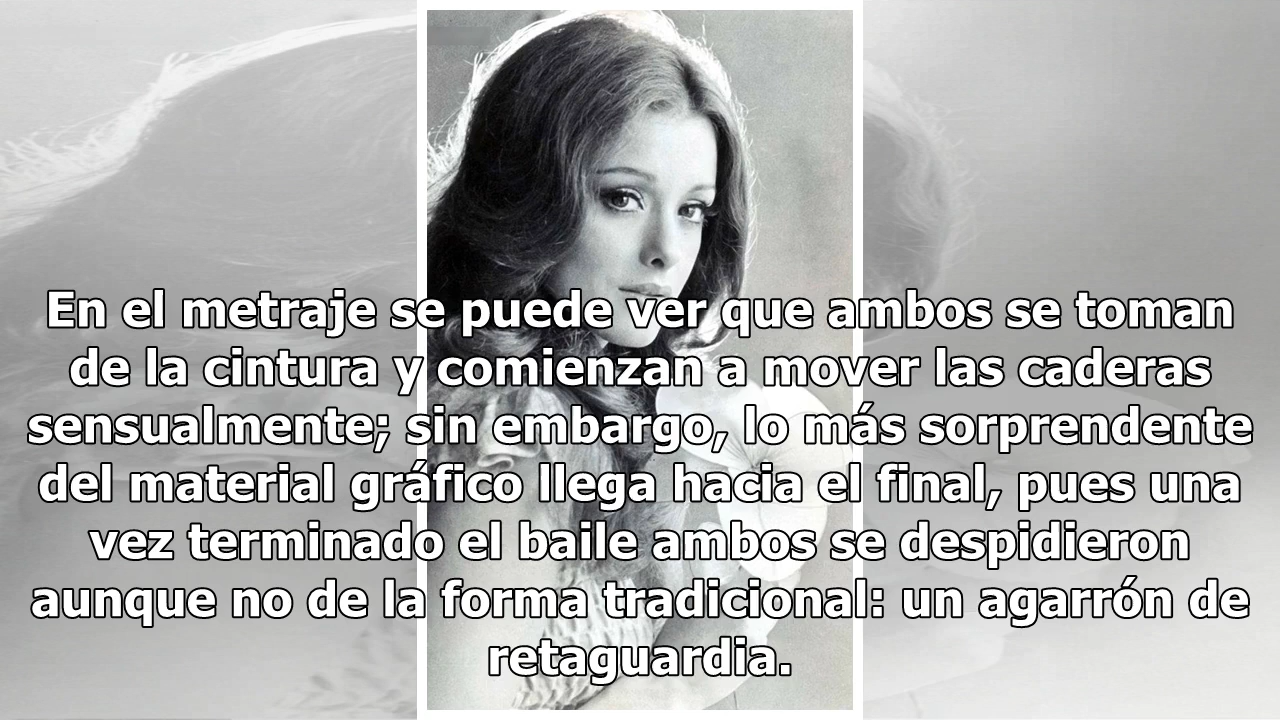 En el metraje se puede ver que ambos se toman
de la cintura y comienzan a mover las caderas
sensualmente; sin embargo, lo más sorprendente
del material gráfico llega hacia el final, pues una
vez terminado el baile ambos se despidieron
aunque no de la forma tradicional: un agarrón de
retaguardia.